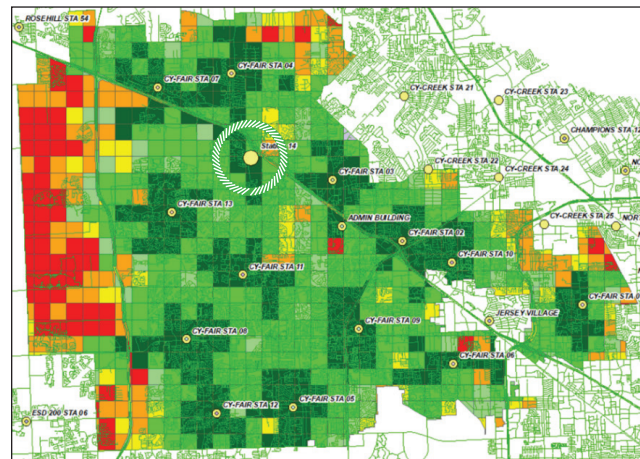 ROSEHILL STA 54
CY-FAIR STA 04
CY-FAIR STA 07
CY-CREEK STA 21
CY-CREEK STA 23
CHAMPIONS STA 12
14
CY-CREEK STA 22
CY-CREEK STA 24
CY-FAIR STA 03
CY-FAIR STA 13
ADMIN BUILDING
CY-CREEK STA 25
CY-FAIR STA 02
CY-FAIR STA 10
CY-FAIR STA 11
CY-FAIR STA
JERSEY VILLAGE
CY-FAIR STA 09
CY-FAIR STA 08
CY-FAIR STA 06
CY-FAIR STA 05
CY-FAIR STA 12
ESD 200 STA 06